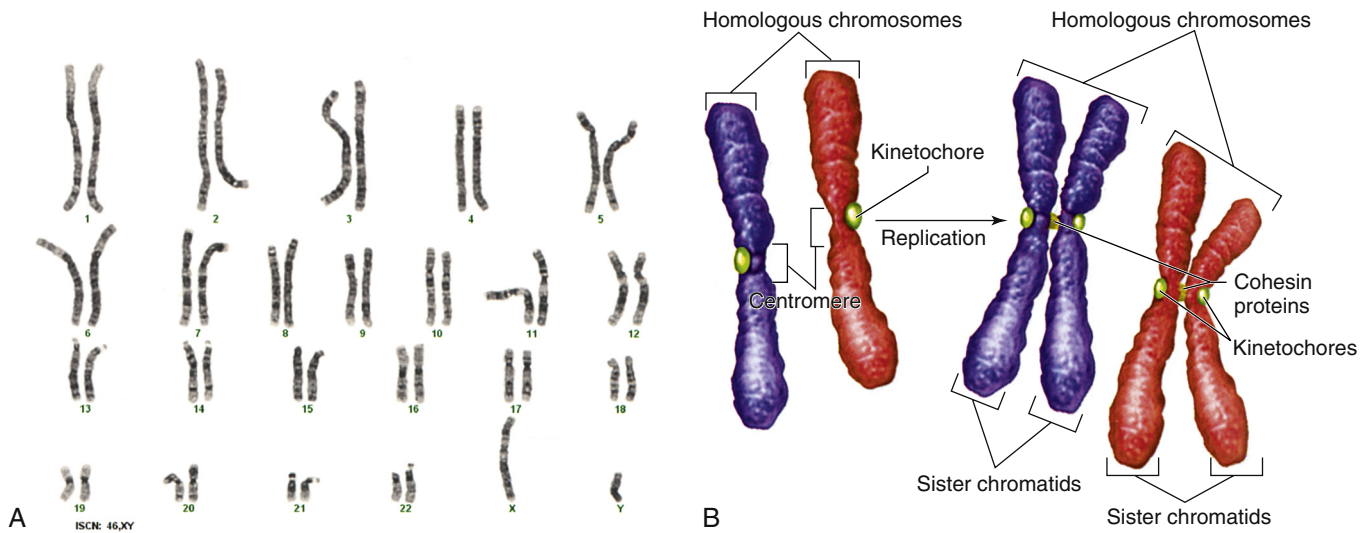 1 2 3 4 5
6 7 8 9 10 11 12
13 14 15 16 17 18
19 20 21 22 X Y
ISCN: 46,XY
A
Homologous chromosomes
Homologous chromosomes
Kinetochore
Replication
Centromere
Cohesin
proteins
Kinetochores
Sister chromatids
Sister chromatids
B